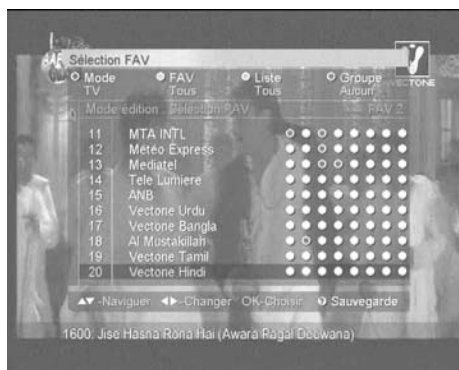 Sélection FAV
Mode FAV Liste Groupe
TV Tous Tous Aucun
VECTONE
Mode édition : Sélection FAV FAV 2
11 MTA INTL
12 Météo Express
13 Mediatel
14 Tele Lumiere
15 ANB
16 Vectone Urdu
17 Vectone Bangla
18 Al Mustakillah
19 Vectone Tamil
20 Vectone Hindi
▲▼-Naviguer ◀▶-Changer OK-Choisir Sauvegarde
1600: Jise Hasna Rona Hai (Awara Pagal Deewana)